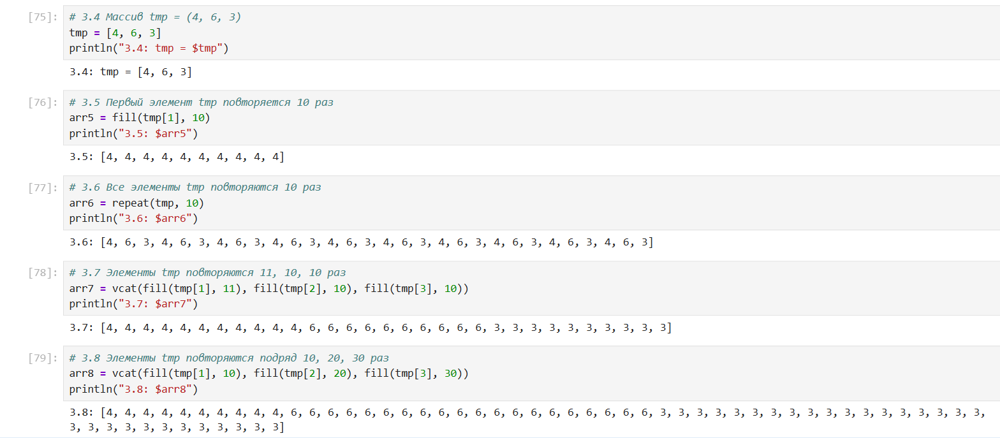 [75]: # 3.4 Массив tmp = (4, 6, 3)
tmp = [4, 6, 3]
println("3.4: tmp = $tmp")
3.4: tmp = [4, 6, 3]
[76]: # 3.5 Первый элемент tmp повторяется 10 раз
arr5 = fill(tmp[1], 10)
println("3.5: $arr5")
3.5: [4, 4, 4, 4, 4, 4, 4, 4, 4, 4]
[77]: # 3.6 Все элементы tmp повторяются 10 раз
arr6 = repeat(tmp, 10)
println("3.6: $arr6")
3.6: [4, 6, 3, 4, 6, 3, 4, 6, 3, 4, 6, 3, 4, 6, 3, 4, 6, 3, 4, 6, 3, 4, 6, 3, 4, 6, 3, 4, 6, 3]
[78]: # 3.7 Элементы tmp повторяются 11, 10, 10 раз
arr7 = vcat(fill(tmp[1], 11), fill(tmp[2], 10), fill(tmp[3], 10))
println("3.7: $arr7")
3.7: [4, 4, 4, 4, 4, 4, 4, 4, 4, 4, 4, 6, 6, 6, 6, 6, 6, 6, 6, 6, 6, 3, 3, 3, 3, 3, 3, 3, 3, 3, 3]
[79]: # 3.8 Элементы tmp повторяются подряд 10, 20, 30 раз
arr8 = vcat(fill(tmp[1], 10), fill(tmp[2], 20), fill(tmp[3], 30))
println("3.8: $arr8")
3.8: [4, 4, 4, 4, 4, 4, 4, 4, 4, 4, 6, 6, 6, 6, 6, 6, 6, 6, 6, 6, 6, 6, 6, 6, 6, 6, 6, 6, 6, 6, 3, 3, 3, 3, 3, 3, 3, 3, 3, 3, 3, 3, 3, 3, 3, 3, 3, 3,
3, 3, 3, 3, 3, 3, 3, 3, 3, 3, 3, 3]